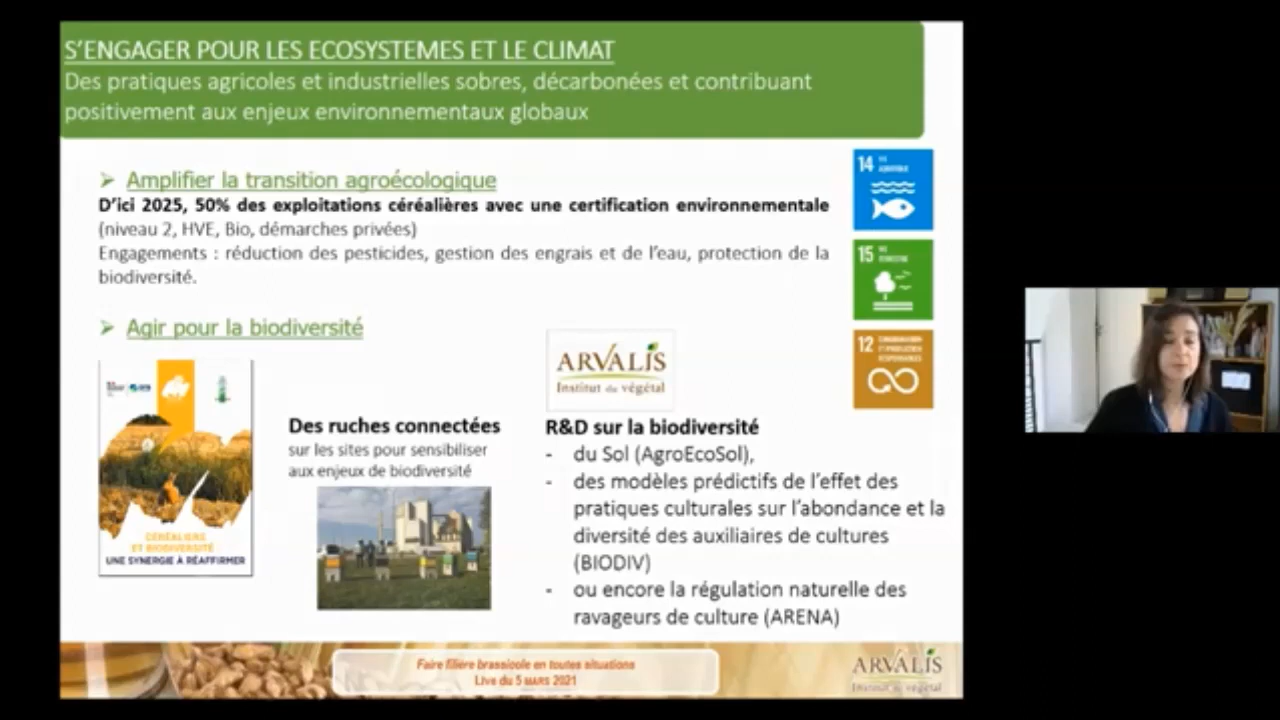 S'ENGAGER POUR LES ECOSYSTEMES ET LE CLIMAT
Des pratiques agricoles et industrielles sobres, décarbonées et contribuant
positivement aux enjeux environnementaux globaux
➢ Amplifier la transition agroécologique
D'ici 2025, 50% des exploitations céréalières avec une certification environnementale
(niveau 2, HVE, Bio, démarches privées)
Engagements : réduction des pesticides, gestion des engrais et de l'eau, protection de la
biodiversité.
➢ Agir pour la biodiversité
14
15
12
CÉRÉALIERS
ET BIODIVERSITÉ
UNE SYNERGIE À RÉAFFIRMER
Des ruches connectées
sur les sites pour sensibiliser
aux enjeux de biodiversité
ARVALIS
Institut du végétal
R&D sur la biodiversité
- du Sol (AgroEcoSol),
- des modèles prédictifs de l'effet des
pratiques culturales sur l'abondance et la
diversité des auxiliaires de cultures
(BIODIV)
- ou encore la régulation naturelle des
ravageurs de culture (ARENA)
Faire filière brassicole en toutes situations
Live du 5 MARS 2021
ARVALIS
Institut du végétal